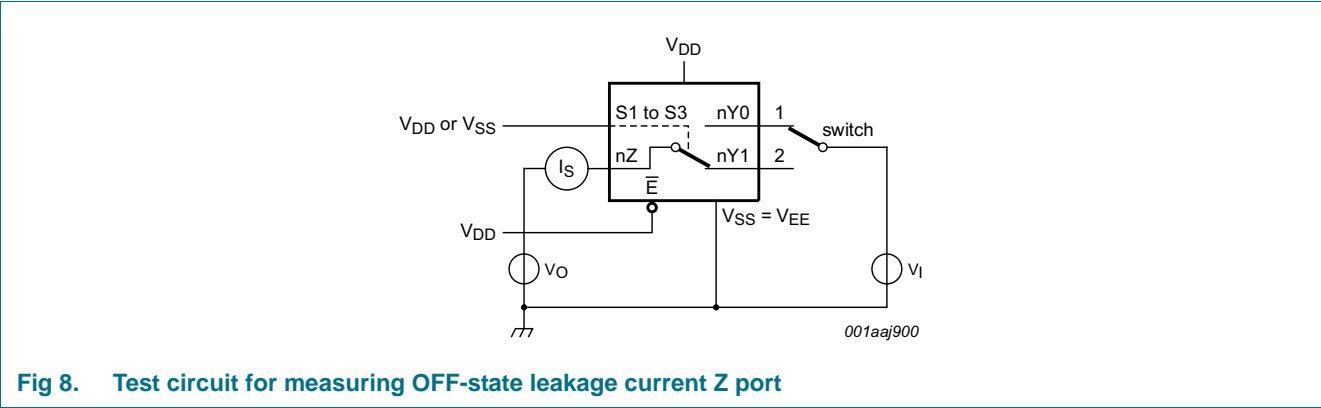 VDD
S1 to S3 nY0 1
VDD or VSS
switch
nZ nY1 2
IS
E
VSS = VEE
VDD
VO
VI
001aaj900
Fig 8. Test circuit for measuring OFF-state leakage current Z port